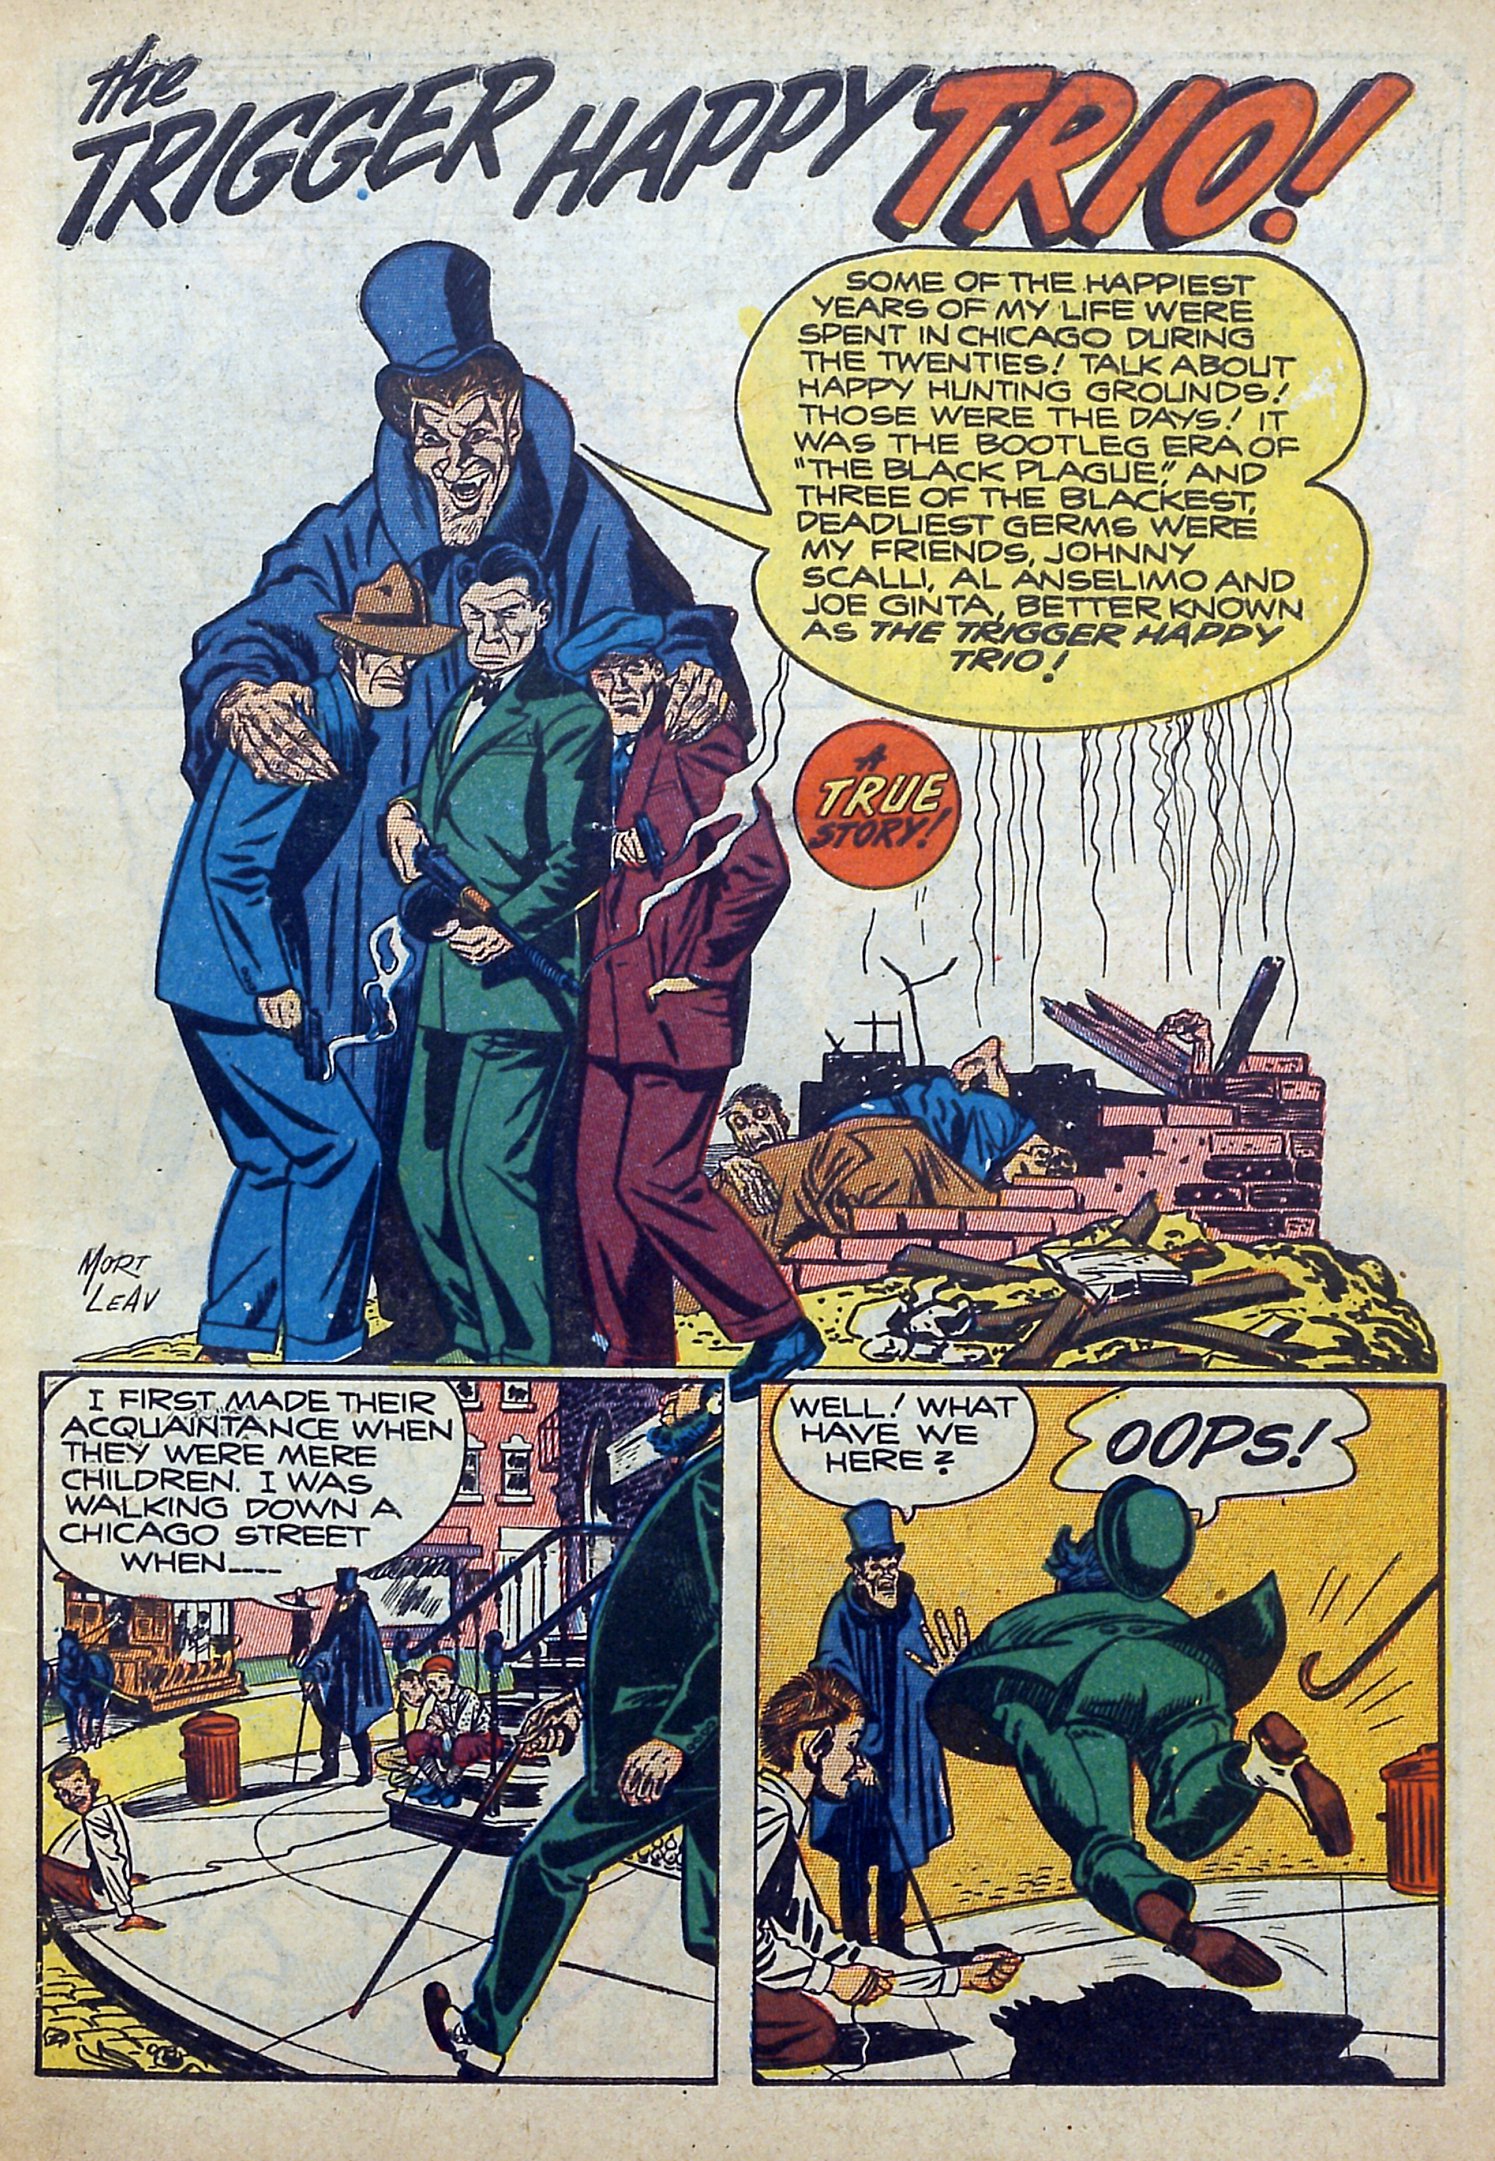 the
TRIGGER HAPPY TRIO!
SOME OF THE HAPPIEST
YEARS OF MY LIFE WERE
SPENT IN CHICAGO DURING
THE TWENTIES! TALK ABOUT
HAPPY HUNTING GROUNDS!
THOSE WERE THE DAYS! IT
WAS THE BOOTLEG ERA OF
"THE BLACK PLAGUE," AND
THREE OF THE BLACKEST,
DEADLIEST GERMS WERE
MY FRIENDS, JOHNNY
SCALLI, AL ANSELIMO AND
JOE GINTA, BETTER KNOWN
AS THE TRIGGER HAPPY
TRIO!
A
TRUE
STORY!
MORT
LEAV
I FIRST MADE THEIR
ACQUAINTANCE WHEN
THEY WERE MERE
CHILDREN. I WAS
WALKING DOWN A
CHICAGO STREET
WHEN----
WELL! WHAT
HAVE WE
HERE?
OOPS!